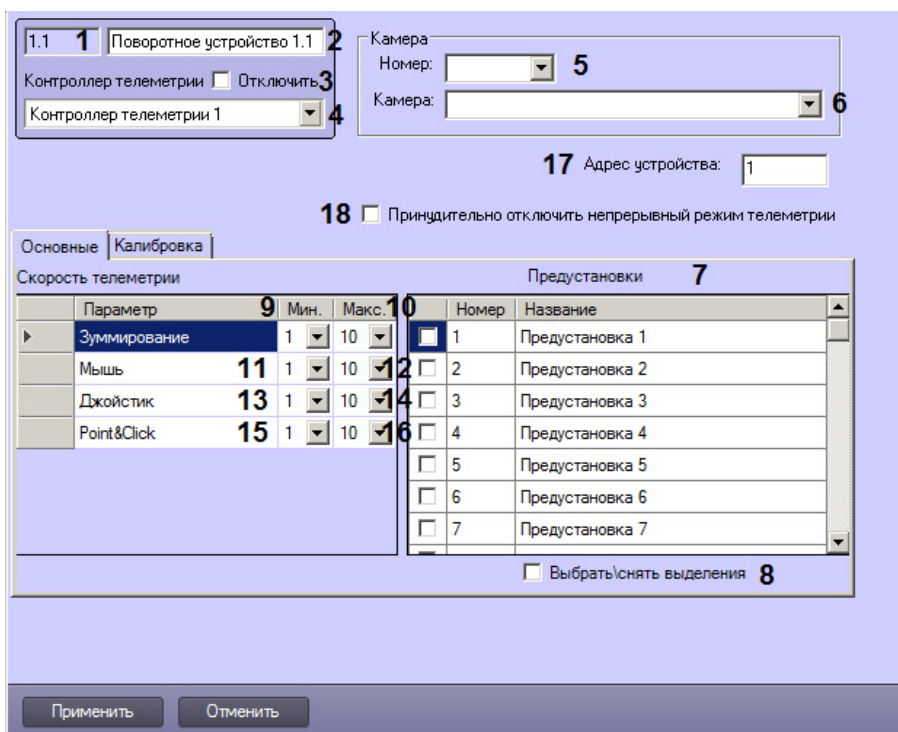 1.1 1 Поворотное устройство 1.1 2
Контроллер телеметрии Отключить 3
Контроллер телеметрии 1 4
Камера
Номер: 5
Камера: 6
17 Адрес устройства: 1
18 Принудительно отключить непрерывный режим телеметрии
Основные Калибровка
Скорость телеметрии Предустановки 7
Параметр 9 Мин. Макс. 10 Номер Название
Зуммирование 1 10 1 Предустановка 1
Мышь 11 1 10 12 2 Предустановка 2
Джойстик 13 1 10 14 3 Предустановка 3
Point&Click 15 1 10 16 4 Предустановка 4
5 Предустановка 5
6 Предустановка 6
7 Предустановка 7
Выбрать\снять выделения 8
Применить Отменить